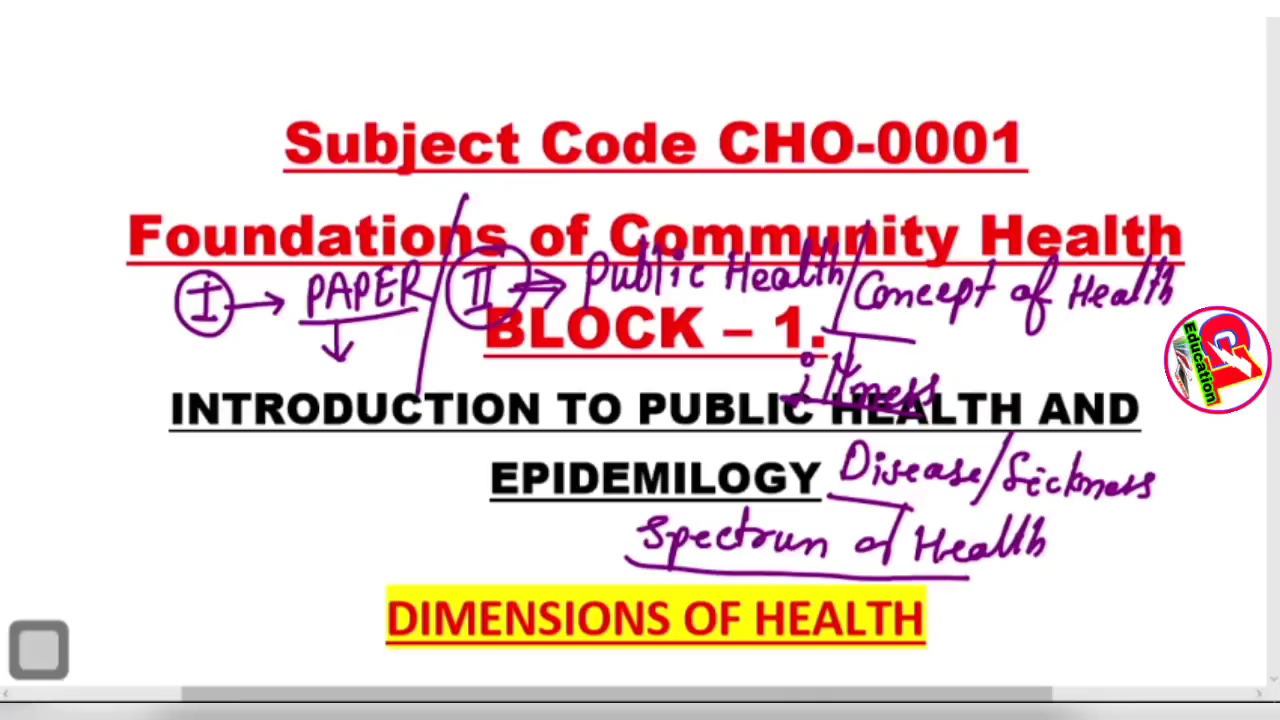 Subject Code CHO-0001
Foundations of Community Health
I → PAPER / II ⇒ Public Health / Concept of Health
BLOCK – 1.
illness
INTRODUCTION TO PUBLIC HEALTH AND
EPIDEMILOGY
Disease/Sickness
Spectrum of Health
DIMENSIONS OF HEALTH
Education